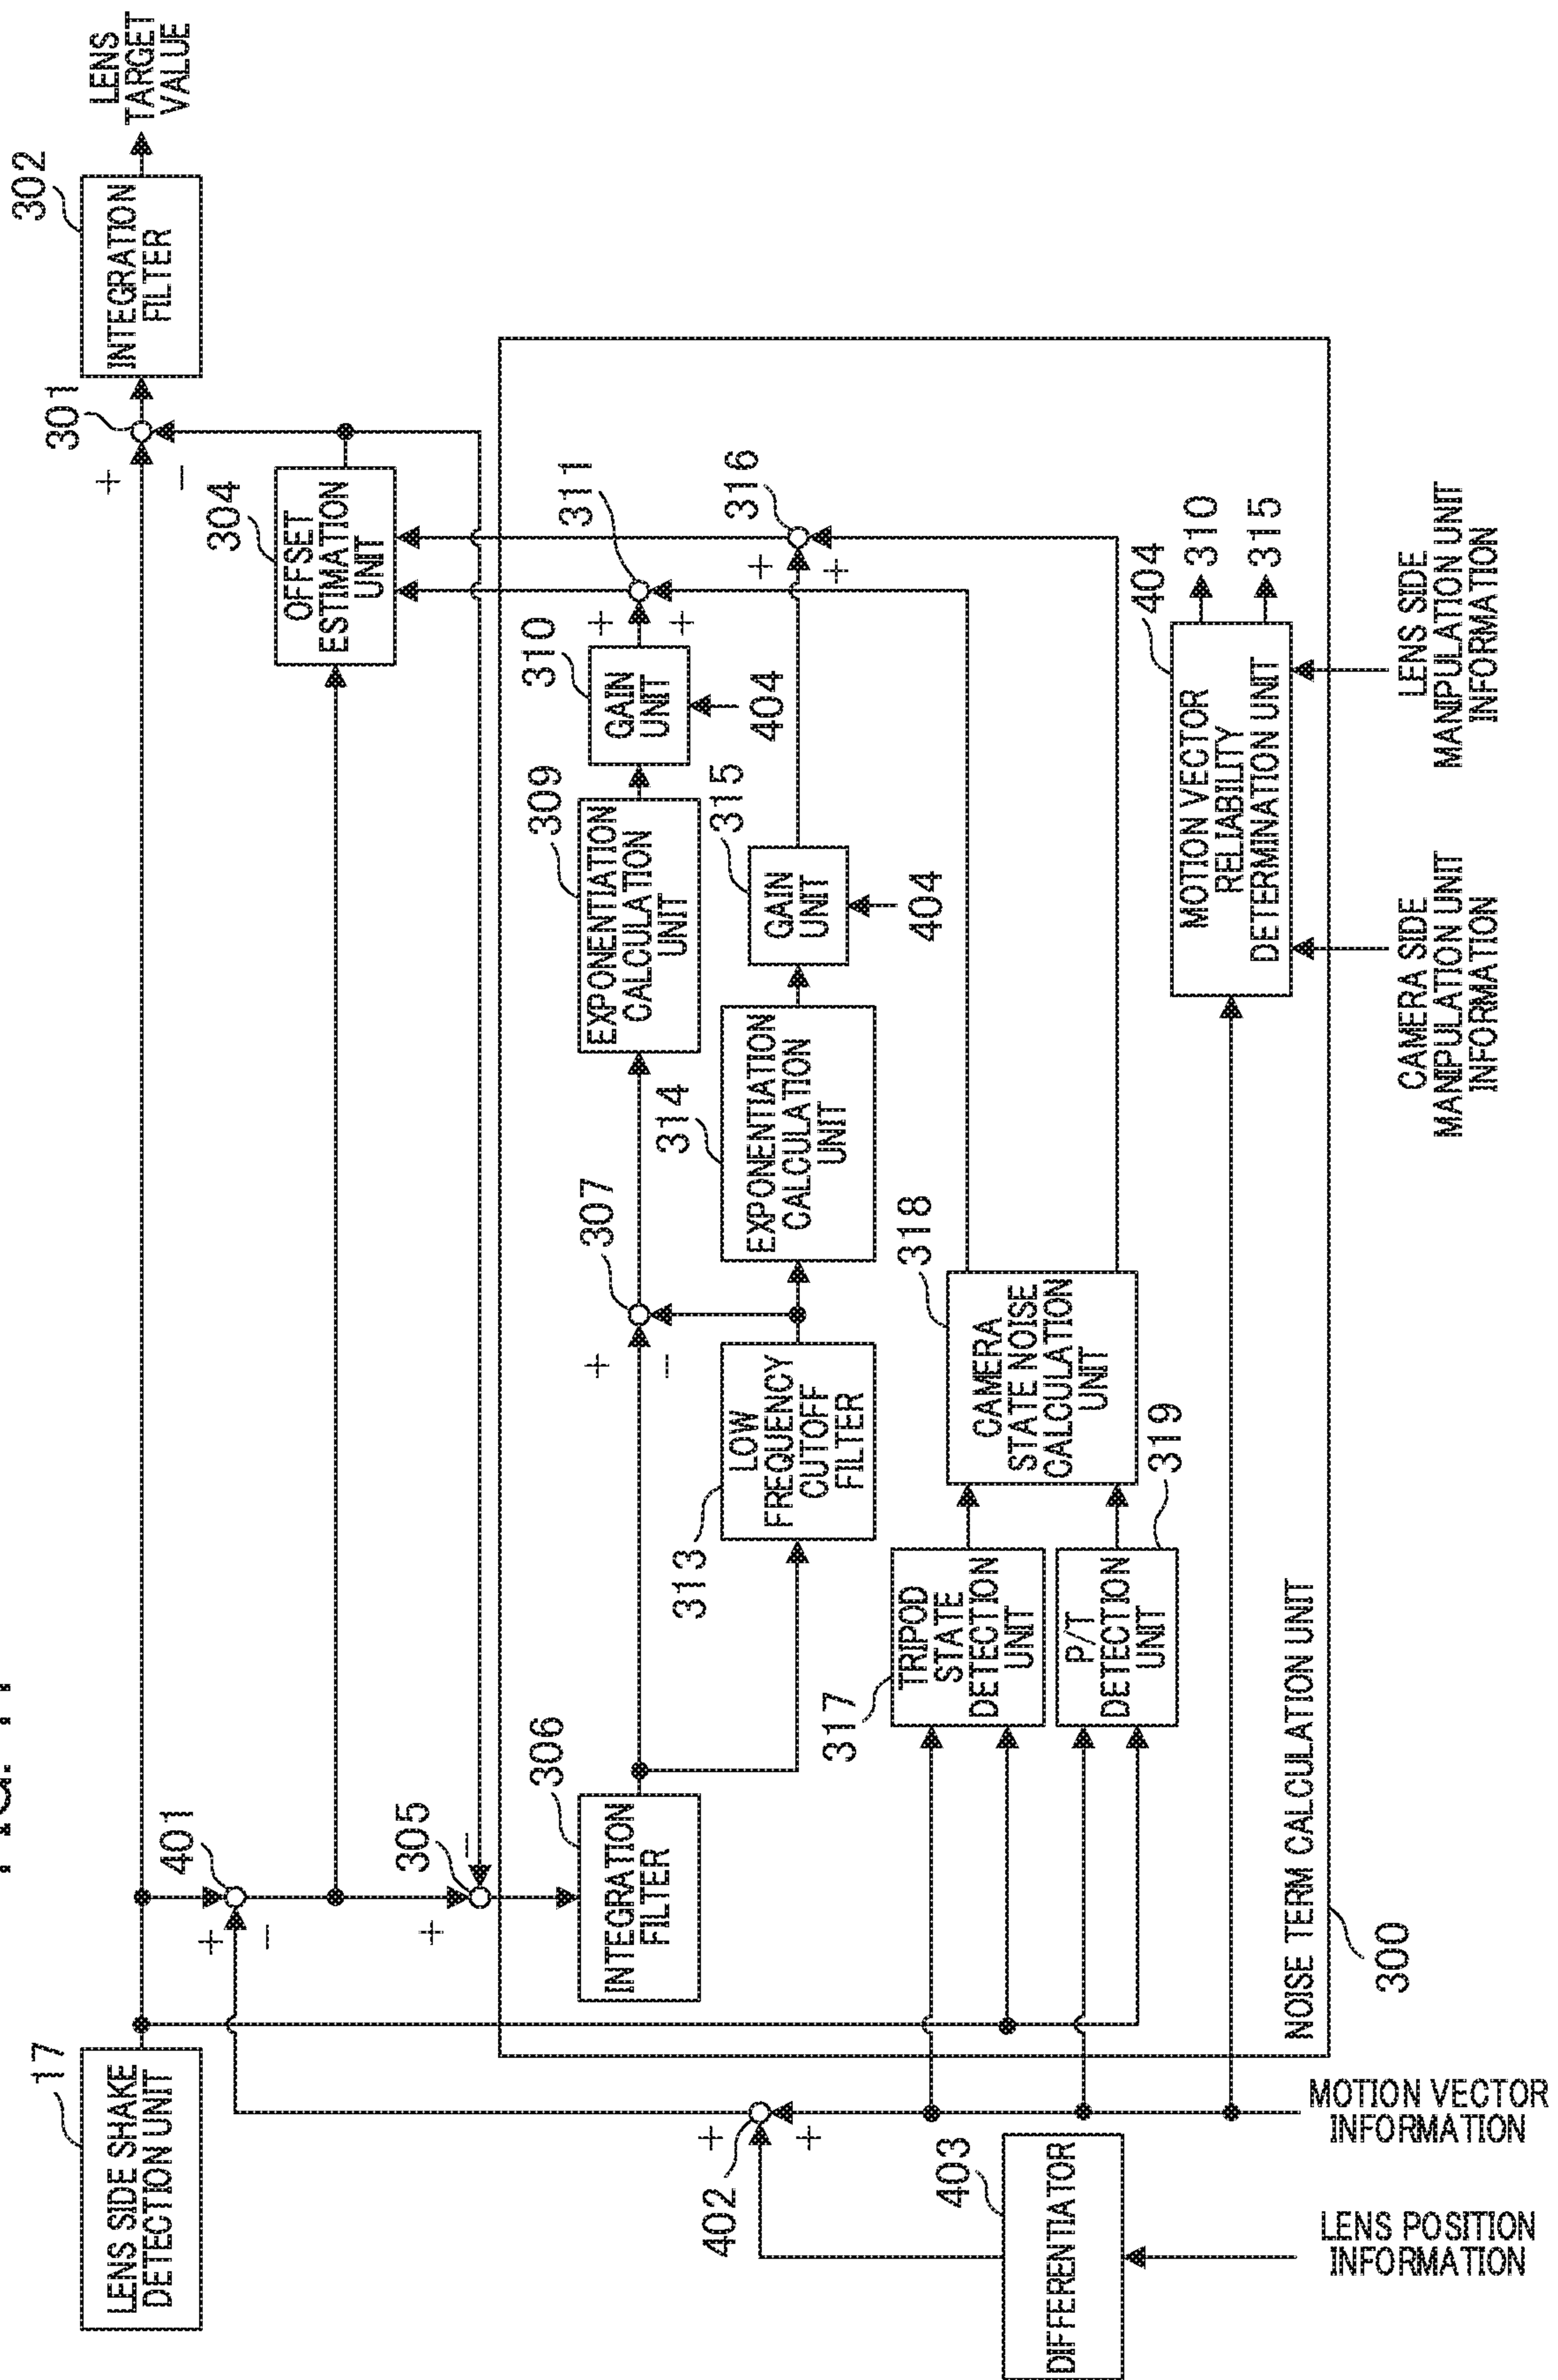 17
LENS SIDE SHAKE
DETECTION UNIT
401
+
−
305
+
−
301
+
−
302
INTEGRATION
FILTER
LENS
TARGET
VALUE
304
OFFSET
ESTIMATION
UNIT
306
INTEGRATION
FILTER
307
+
−
309
EXPONENTIATION
CALCULATION
UNIT
310
GAIN
UNIT
404
311
+
+
313
LOW
FREQUENCY
CUTOFF
FILTER
314
EXPONENTIATION
CALCULATION
UNIT
315
GAIN
UNIT
404
316
+
+
317
TRIPOD
STATE
DETECTION
UNIT
318
CAMERA
STATE NOISE
CALCULATION
UNIT
P/T
DETECTION
UNIT
319
404
MOTION VECTOR
RELIABILITY
DETERMINATION UNIT
310
315
402
+
+
403
DIFFERENTIATOR
NOISE TERM CALCULATION UNIT
300
LENS POSITION
INFORMATION
MOTION VECTOR
INFORMATION
CAMERA SIDE
MANIPULATION UNIT
INFORMATION
LENS SIDE
MANIPULATION UNIT
INFORMATION